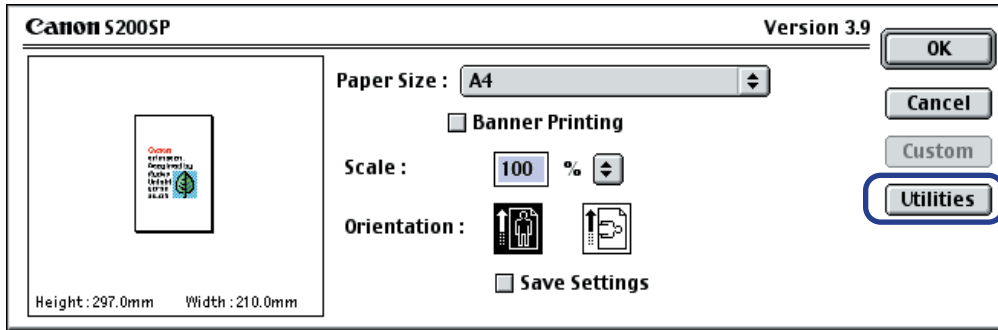 Canon S200SP
Version 3.9
OK
Paper Size : A4
Cancel
Banner Printing
Custom
Scale : 100 %
Utilities
Orientation :
Save Settings
Height:297.0mm Width:210.0mm